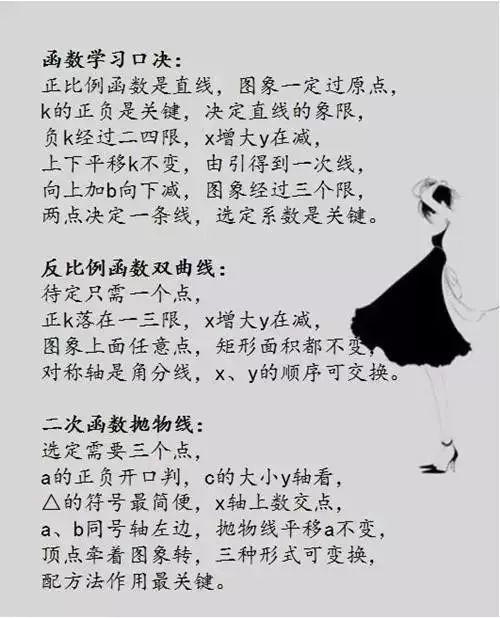 函数学习口决：
正比例函数是直线，图象一定过原点，
k的正负是关键，决定直线的象限，
负k经过二四限，x增大y在减，
上下平移k不变，由引得到一次线，
向上加b向下减，图象经过三个限，
两点决定一条线，选定系数是关键。
反比例函数双曲线：
待定只需一个点，
正k落在一三限，x增大y在减，
图象上面任意点，矩形面积都不变，
对称轴是角分线，x、y的顺序可交换。
二次函数抛物线：
选定需要三个点，
a的正负开口判，c的大小y轴看，
△的符号最简便，x轴上数交点，
a、b同号轴左边，抛物线平移a不变，
顶点牵着图象转，三种形式可变换，
配方法作用最关键。